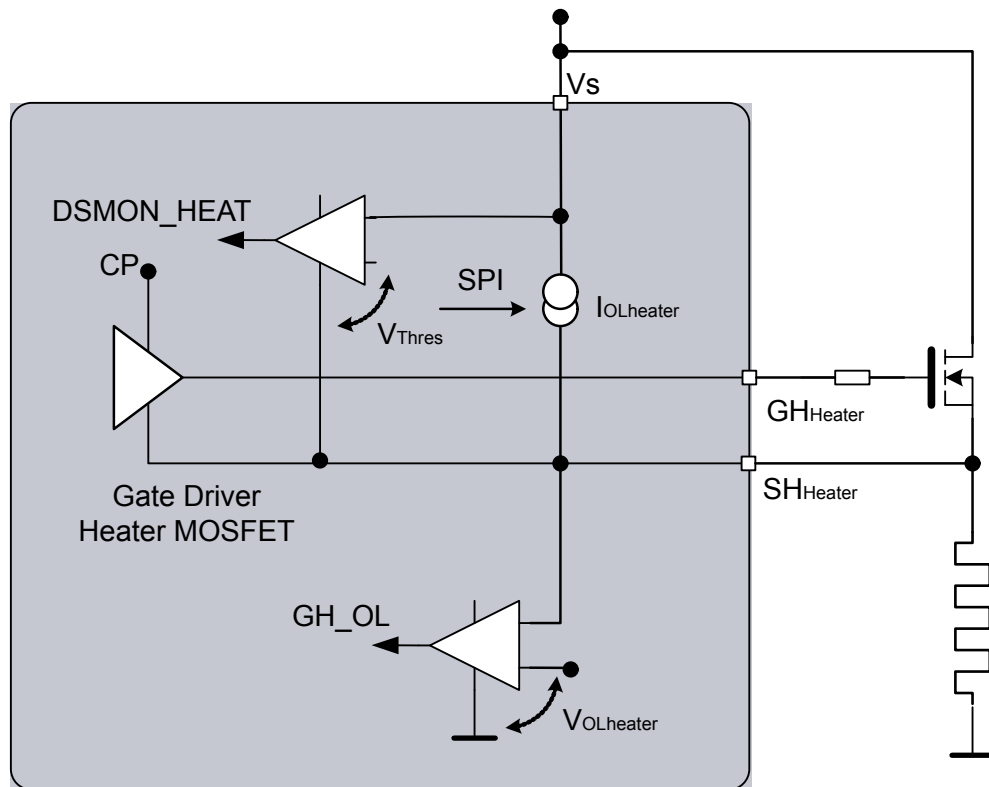 Vs
DSMON_HEAT
CP
SPI
IOLheater
VThres
GHHeater
SHHeater
Gate Driver
Heater MOSFET
GH_OL
VOLheater